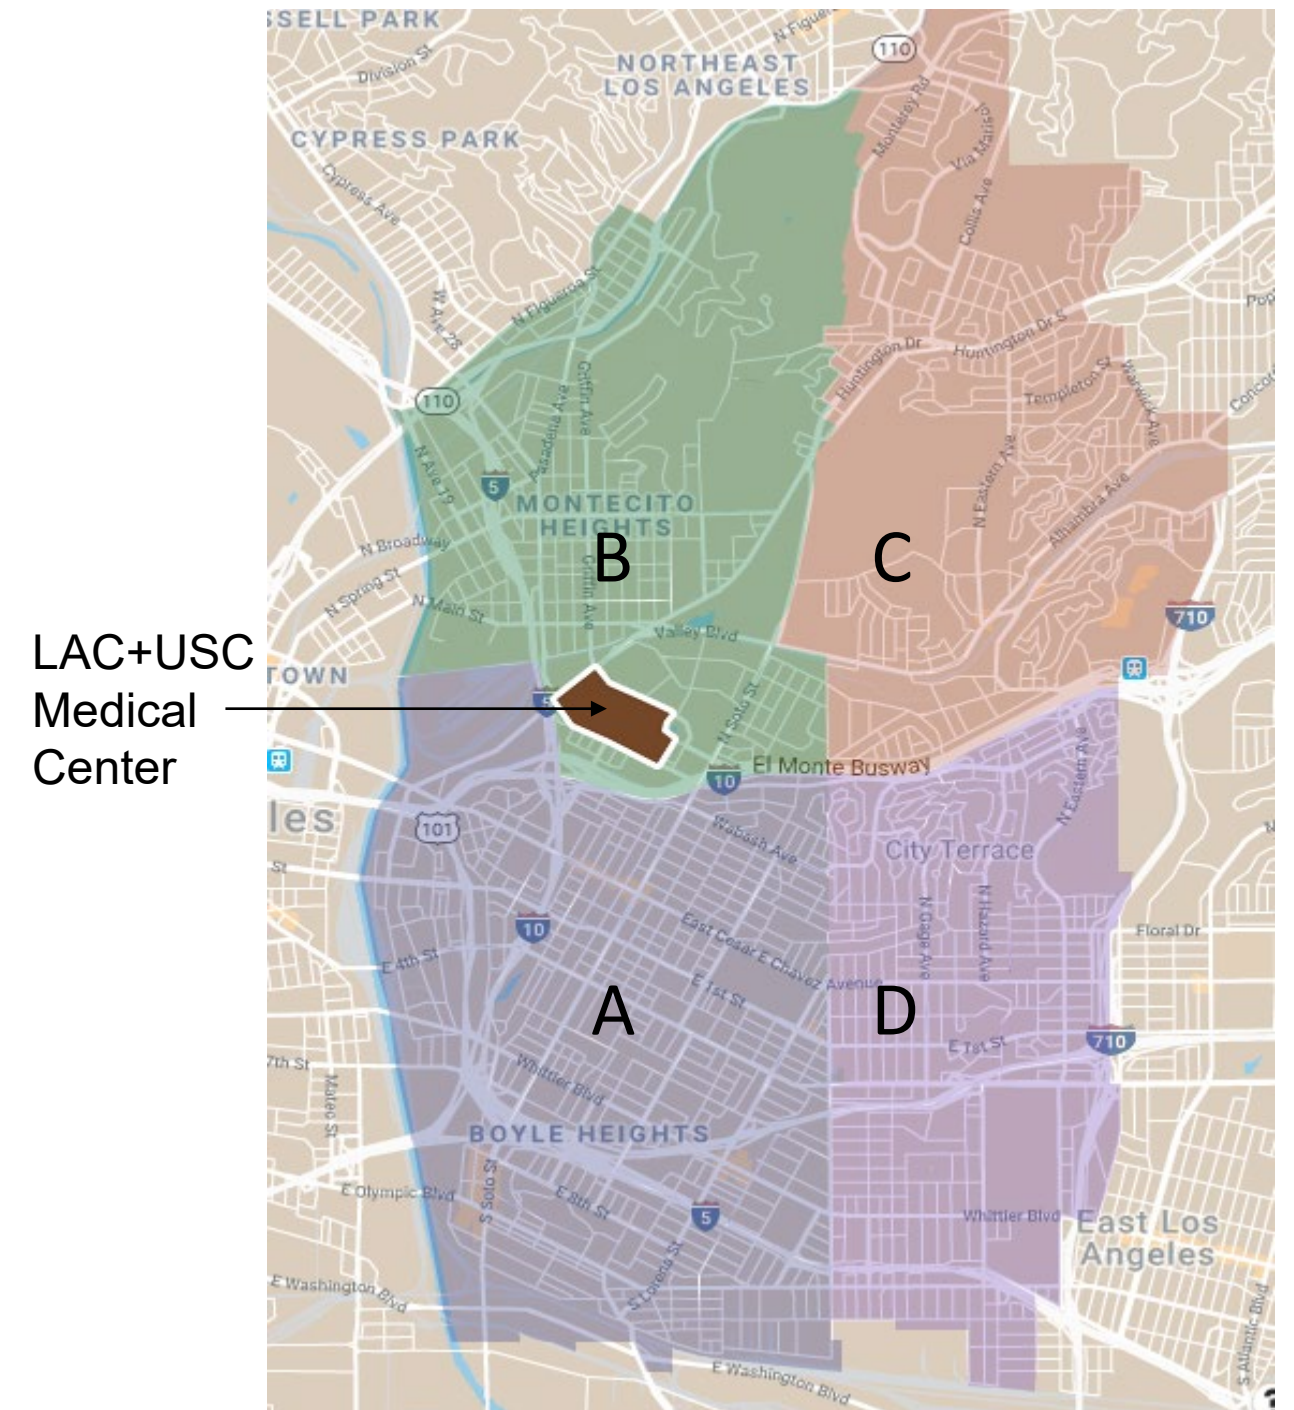 SSELL PARK
Division St
N Figuer
110
NORTHEAST
LOS ANGELES
CYPRESS PARK
Monterey Rd
Via Mariso
Cypress Ave
Collis Ave
N Figueroa St
W Ave 28
Pop
Huntington Dr
Huntington Dr S
Templeton St
Warwick Ave
Concor
110
Griffin Ave
Pasadena Ave
N Ave 19
5
MONTECITO
HEIGHTS
N Eastern Ave
Alhambra Ave
N Broadway
B
C
Griffin Ave
N Spring St
N Main St
Valley Blvd
710
LAC+USC
Medical
Center
TOWN
5
N Soto St
10
El Monte Busway
N Eastern Ave
les
101
Wabash Ave
City Terrace
N
St
10
East Cesar E Chavez Avenue
N Gage Ave
N Hazard Ave
Floral Dr
E 4th St
E 1st St
A
D
710
E 1st St
7th St
Whittier Blvd
Mateo St
BOYLE HEIGHTS
E Olympic Blvd
S Soto St
E 8th St
5
Whittier Blvd
East Los
Angeles
E Washington Blvd
S Lorena St
S Atlantic Blvd
E Washington Blvd